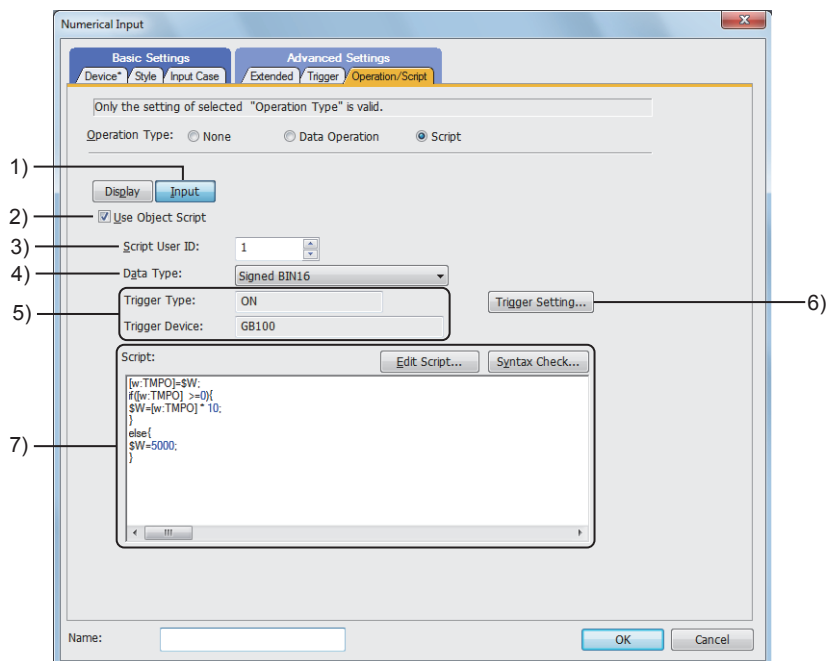 Numerical Input
Basic Settings
Advanced Settings
Device* Style Input Case Extended Trigger Operation/Script
Only the setting of selected "Operation Type" is valid.
Operation Type: None Data Operation Script
1)
Display Input
2)
Use Object Script
3)
Script User ID: 1
4)
Data Type: Signed BIN16
5)
Trigger Type: ON
Trigger Setting...
6)
Trigger Device: GB100
Script:
Edit Script... Syntax Check...
7)
[w:TMP0]=$W;
if([w:TMP0] >=0){
$W=[w:TMP0] * 10;
}
else{
$W=5000;
}
Name:
OK Cancel